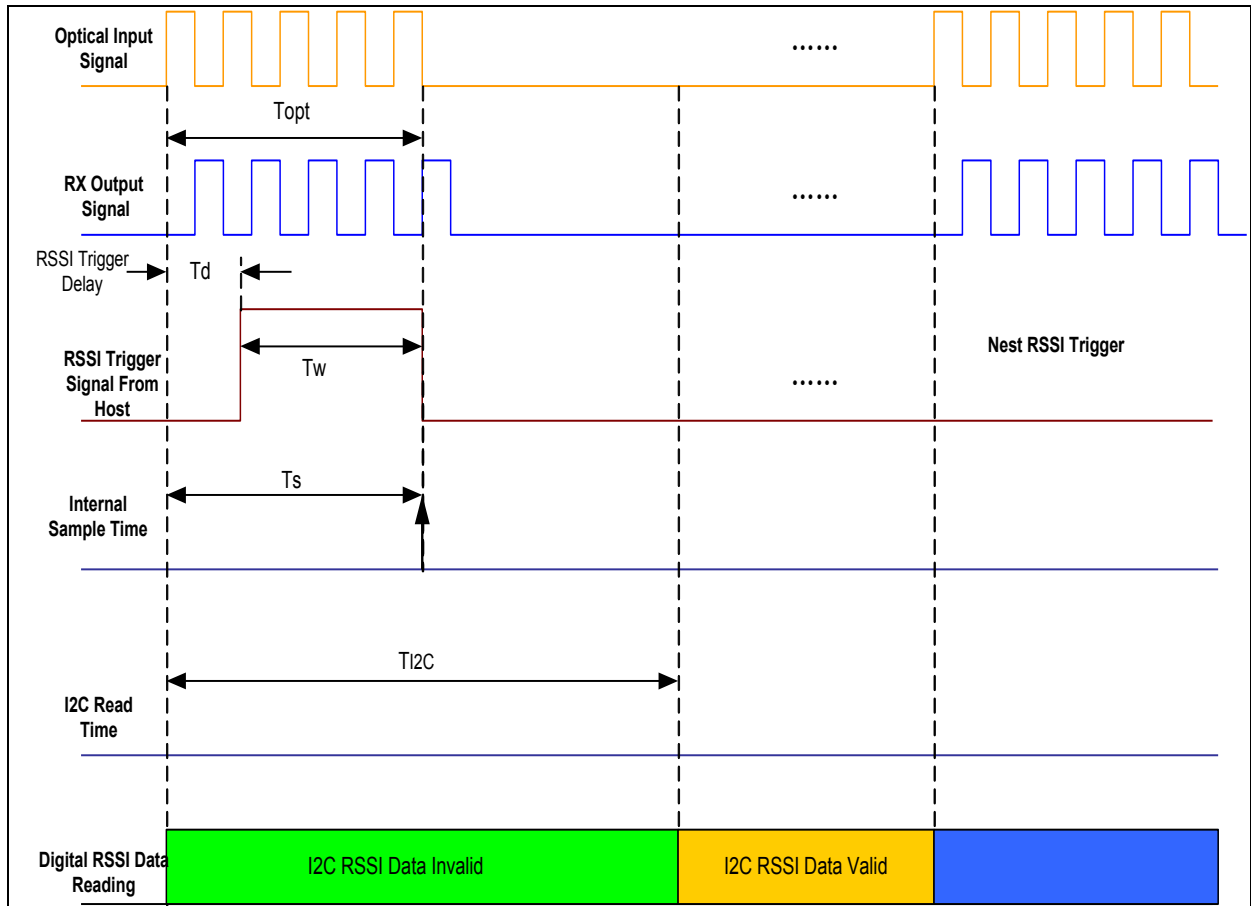 Optical Input
Signal
......
Topt
RX Output
Signal
......
RSSI Trigger
Delay
Td
RSSI Trigger
Signal From
Host
Tw
......
Nest RSSI Trigger
Ts
Internal
Sample Time
TI2C
I2C Read
Time
Digital RSSI Data
Reading
I2C RSSI Data Invalid
I2C RSSI Data Valid